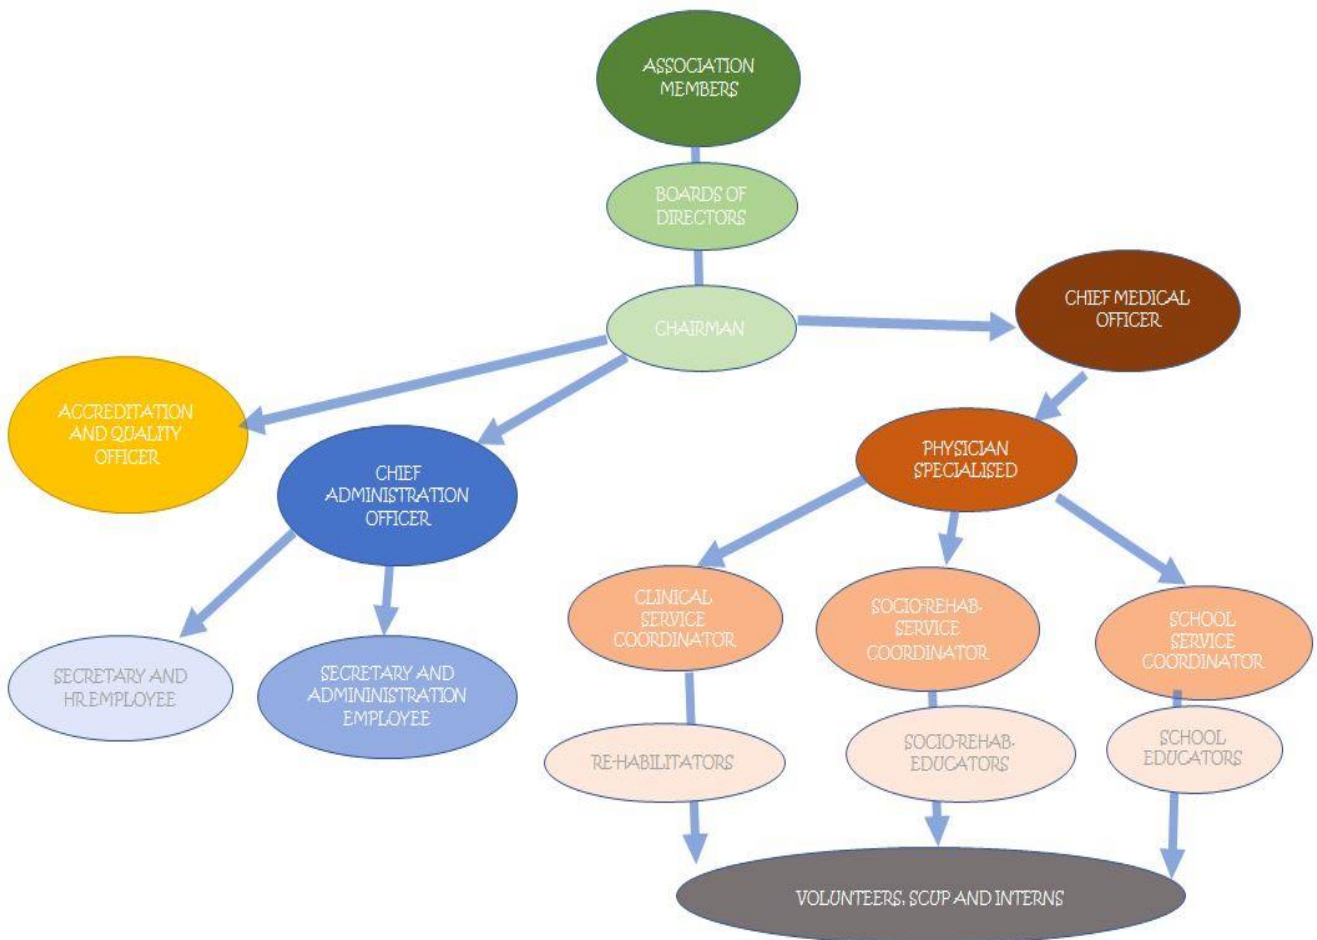 ASSOCIATION
MEMBERS
BOARDS OF
DIRECTORS
CHAIRMAN
CHIEF MEDICAL
OFFICER
ACCREDITATION
AND QUALITY
OFFICER
CHIEF
ADMINISTRATION
OFFICER
PHYSICIAN
SPECIALISED
CLINICAL
SERVICE
COORDINATOR
SOCIO-REHAB-
SERVICE
COORDINATOR
SCHOOL
SERVICE
COORDINATOR
SECRETARY AND
HR EMPLOYEE
SECRETARY AND
ADMININISTRATION
EMPLOYEE
RE-HABILITATORS
SOCIO-REHAB-
EDUCATORS
SCHOOL
EDUCATORS
VOLUNTEERS, SCUP AND INTERNS